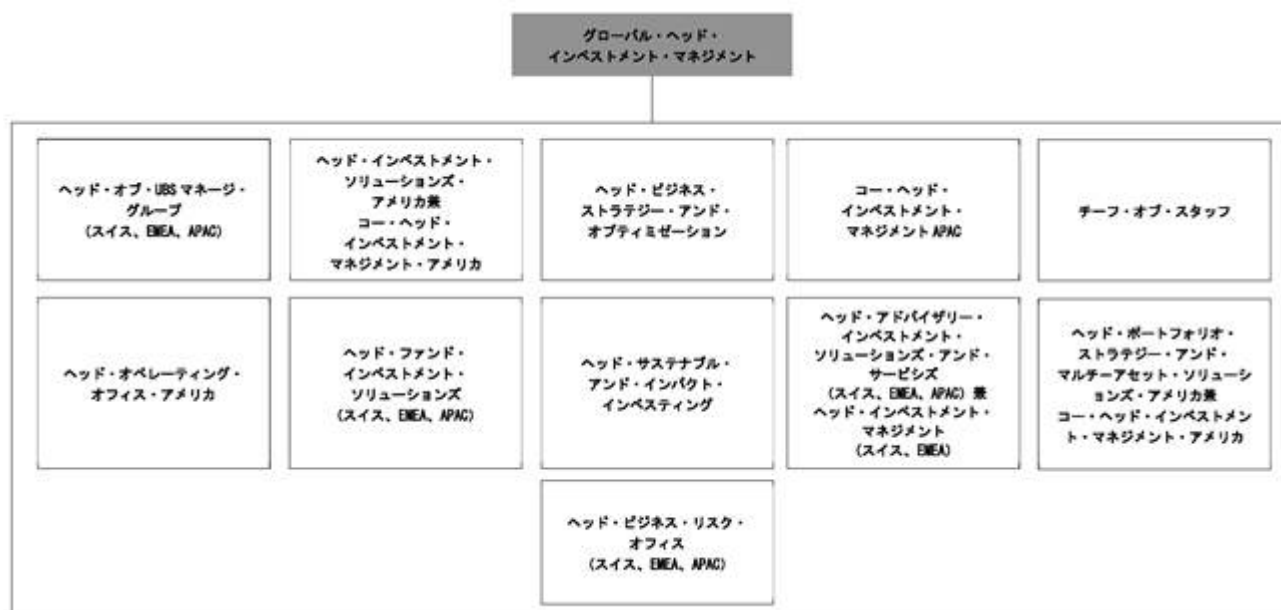 グローバル・ヘッド・
インベストメント・マネジメント
ヘッド・オブ・UBSマネージ・
グループ
(スイス、EMEA、APAC)
ヘッド・インベストメント・
ソリューションズ・
アメリカ兼
コー・ヘッド・
インベストメント・
マネジメント・アメリカ
ヘッド・ビジネス・
ストラテジー・アンド・
オプティミゼーション
コー・ヘッド・
インベストメント・
マネジメントAPAC
チーフ・オブ・スタッフ
ヘッド・オペレーティング・
オフィス・アメリカ
ヘッド・ファンド・
インベストメント・
ソリューションズ
(スイス、EMEA、APAC)
ヘッド・サステナブル・
アンド・インパクト・
インベスティング
ヘッド・アドバイザリー・
インベストメント・
ソリューションズ・アンド・
サービシズ
(スイス、EMEA、APAC)兼
ヘッド・インベストメント・
マネジメント
(スイス、EMEA)
ヘッド・ポートフォリオ・
ストラテジー・アンド・
マルチーアセット・ソリューシ
ョンズ・アメリカ兼
コー・ヘッド・インベストメン
ト・マネジメント・アメリカ
ヘッド・ビジネス・リスク・
オフィス
(スイス、EMEA、APAC)